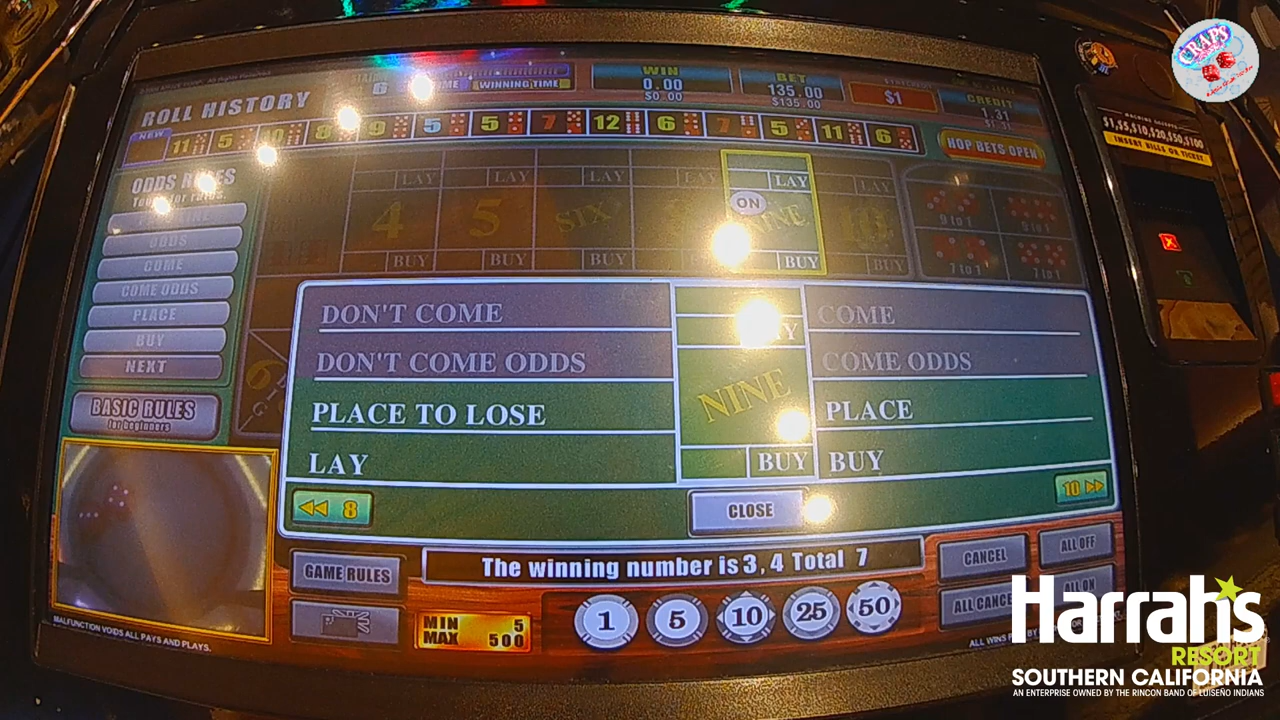 ROLL HISTORY
6
WINNING TIME
WIN
0.00
$0.00
BET
135.00
$135.00
$1
CREDIT
1.31
NEW
11 5 10 8 9 5 5 7 12 6 7 5 11 6
HOP BETS OPEN
ODDS RULES
ODDS
COME
COME ODDS
PLACE
BUY
NEXT
BASIC RULES
for beginners
LAY LAY LAY LAY LAY
ON
4 5 SIX NINE 10
BUY BUY BUY BUY BUY
9 to 1
7 to 1 7 to 1
DON'T COME
COME
DON'T COME ODDS
COME ODDS
NINE
PLACE TO LOSE
PLACE
LAY
BUY
BUY
8
CLOSE
10
GAME RULES
The winning number is 3, 4 Total 7
CANCEL
ALL OFF
ALL CANCEL
ALL ON
MIN 5
MAX 500
1 5 10 25 50
MALFUNCTION VOIDS ALL PAYS AND PLAYS.
ALL WINS
$1,$5,$10,$20,$50,$100
INSERT BILLS OR TICKET
CRAPS
Harrah's
RESORT
SOUTHERN CALIFORNIA
AN ENTERPRISE OWNED BY THE RINCON BAND OF LUISEÑO INDIANS